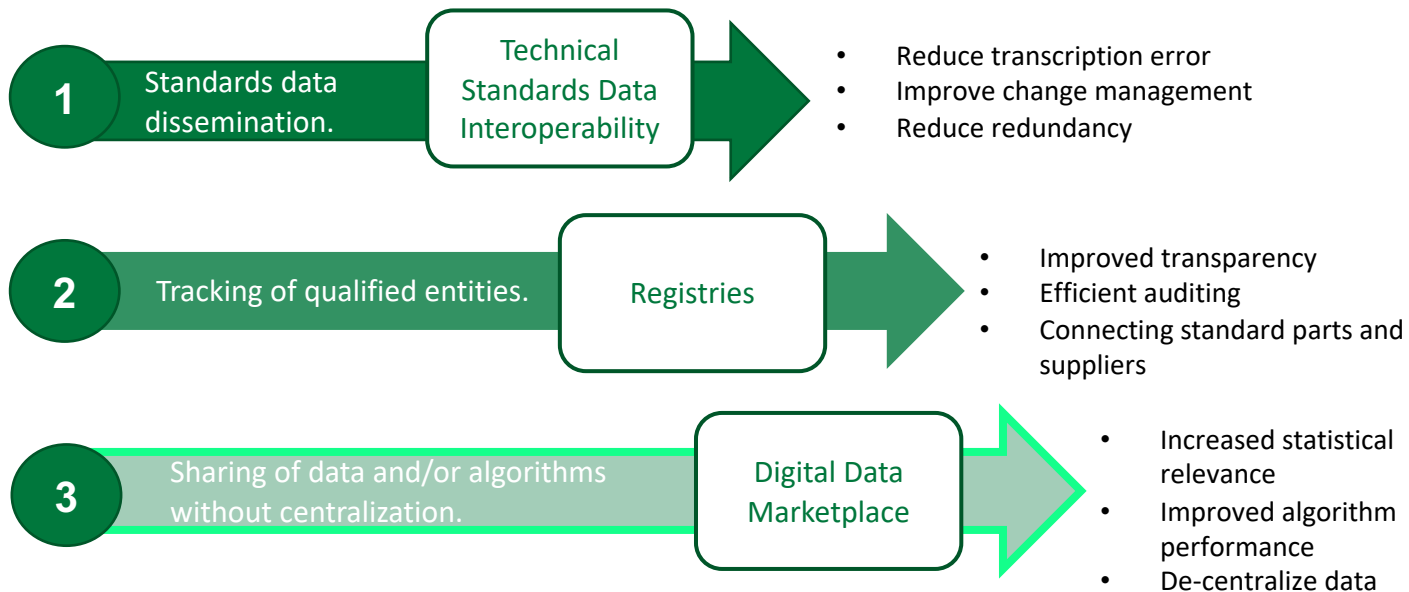 1
Standards data
dissemination.
Technical
Standards Data
Interoperability
• Reduce transcription error
• Improve change management
• Reduce redundancy
2
Tracking of qualified entities.
Registries
• Improved transparency
• Efficient auditing
• Connecting standard parts and
suppliers
3
Sharing of data and/or algorithms
without centralization.
Digital Data
Marketplace
• Increased statistical
relevance
• Improved algorithm
performance
• De-centralize data